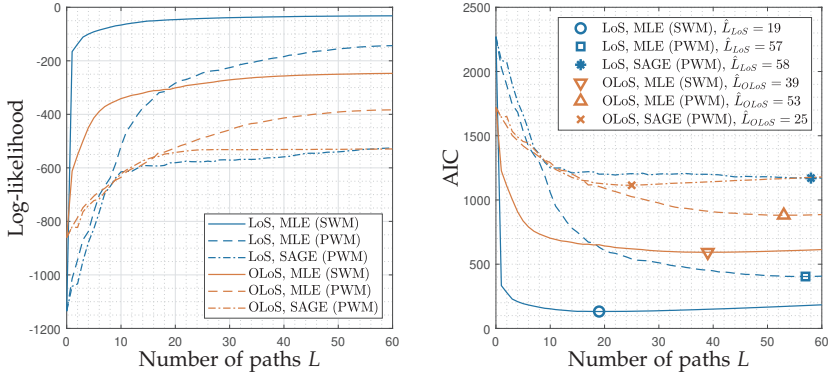 Log-likelihood
0
-200
-400
-600
-800
-1000
-1200
0
10
20
30
40
50
60
Number of paths L
LoS, MLE (SWM)
LoS, MLE (PWM)
LoS, SAGE (PWM)
OLoS, MLE (SWM)
OLoS, MLE (PWM)
OLoS, SAGE (PWM)
AIC
2500
2000
1500
1000
500
0
0
10
20
30
40
50
60
Number of paths L
LoS, MLE (SWM), L̂_LoS = 19
LoS, MLE (PWM), L̂_LoS = 57
LoS, SAGE (PWM), L̂_LoS = 58
OLoS, MLE (SWM), L̂_OLoS = 39
OLoS, MLE (PWM), L̂_OLoS = 53
OLoS, SAGE (PWM), L̂_OLoS = 25